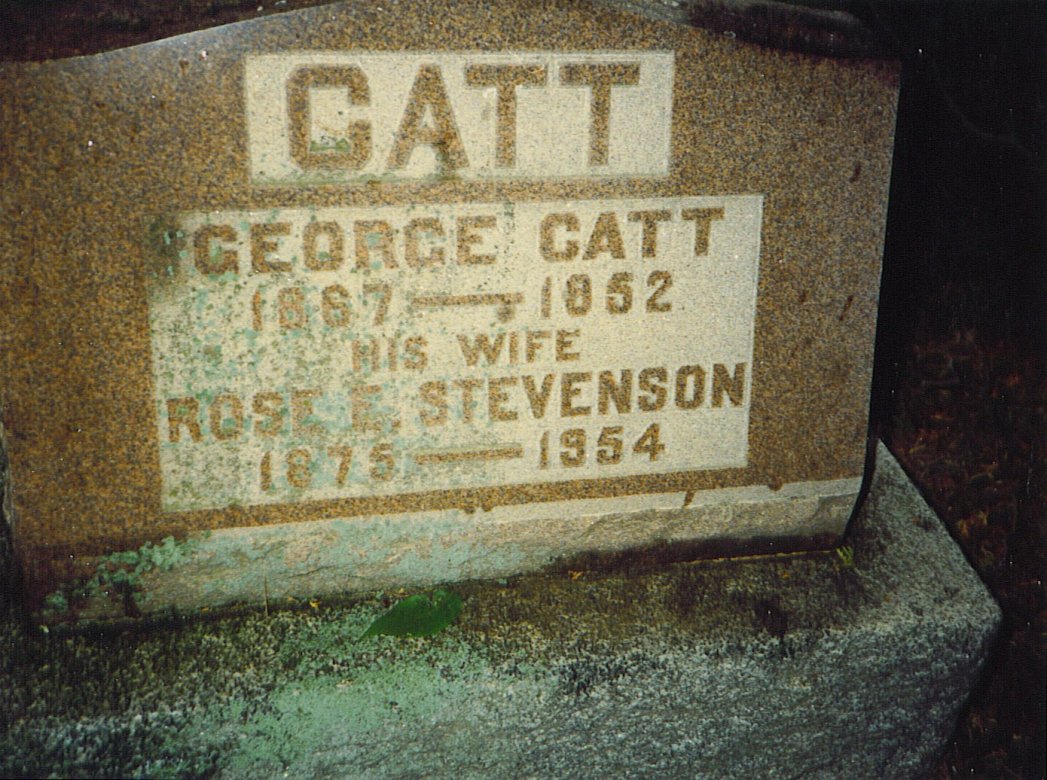 CATT
GEORGE CATT
1867 — 1952
HIS WIFE
ROSE E. STEVENSON
1875 — 1954